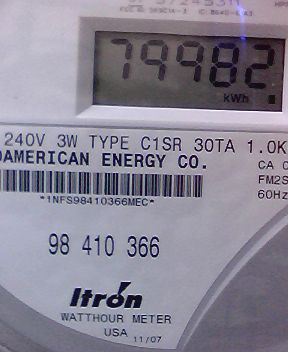 79982
kWh
240V 3W TYPE C1SR 30TA 1.0K
DAMERICAN ENERGY CO.
CA
FM2S
60Hz
*1NFS98410366MEC*
98 410 366
Itron
WATTHOUR METER
USA 11/07